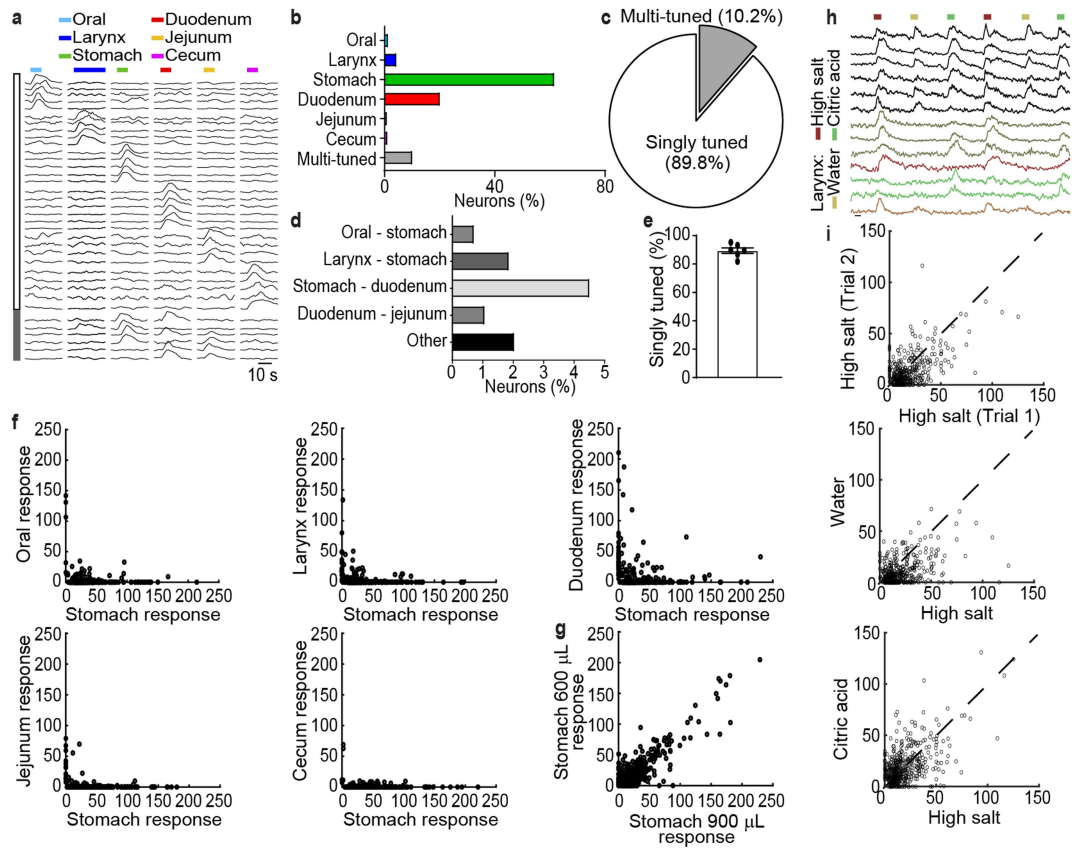 a
Oral
Larynx
Stomach
Duodenum
Jejunum
Cecum
10 s
b
Oral
Larynx
Stomach
Duodenum
Jejunum
Cecum
Multi-tuned
0 40 80
Neurons (%)
c
Multi-tuned (10.2%)
Singly tuned
(89.8%)
d
Oral - stomach
Larynx - stomach
Stomach - duodenum
Duodenum - jejunum
Other
0 1 2 3 4 5
Neurons (%)
e
Singly tuned (%)
100
80
60
40
20
0
h
Larynx:
High salt
Citric acid
Water
i
High salt (Trial 2)
150
100
50
0
0 50 100 150
High salt (Trial 1)
Water
150
100
50
0
0 50 100 150
High salt
Citric acid
150
100
50
0
0 50 100 150
High salt
f
Oral response
250
200
150
100
50
0
0 50 100 150 200 250
Stomach response
Larynx response
250
200
150
100
50
0
0 50 100 150 200 250
Stomach response
Duodenum response
250
200
150
100
50
0
0 50 100 150 200 250
Stomach response
Jejunum response
250
200
150
100
50
0
0 50 100 150 200 250
Stomach response
Cecum response
250
200
150
100
50
0
0 50 100 150 200 250
Stomach response
g
Stomach 600 µL
response
250
200
150
100
50
0
0 50 100 150 200 250
Stomach 900 µL
response